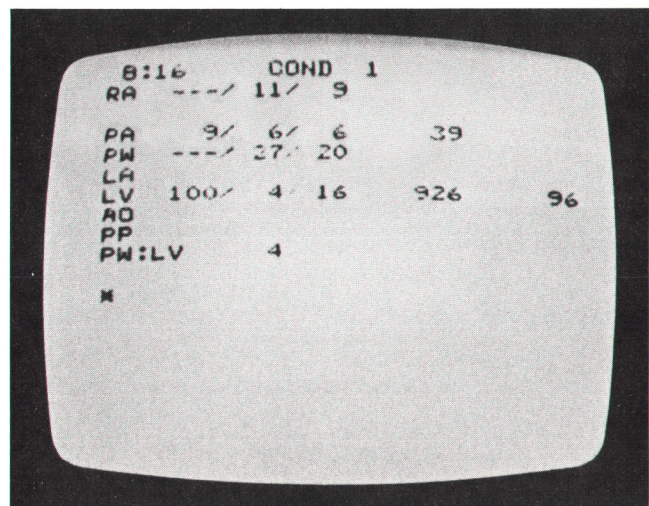 8:16 COND 1
RA ---/ 11/ 9
PA 9/ 6/ 6 39
PW ---/ 27/ 20
LA
LV 100/ 4/ 16 926 96
AO
PP
PW:LV 4
*